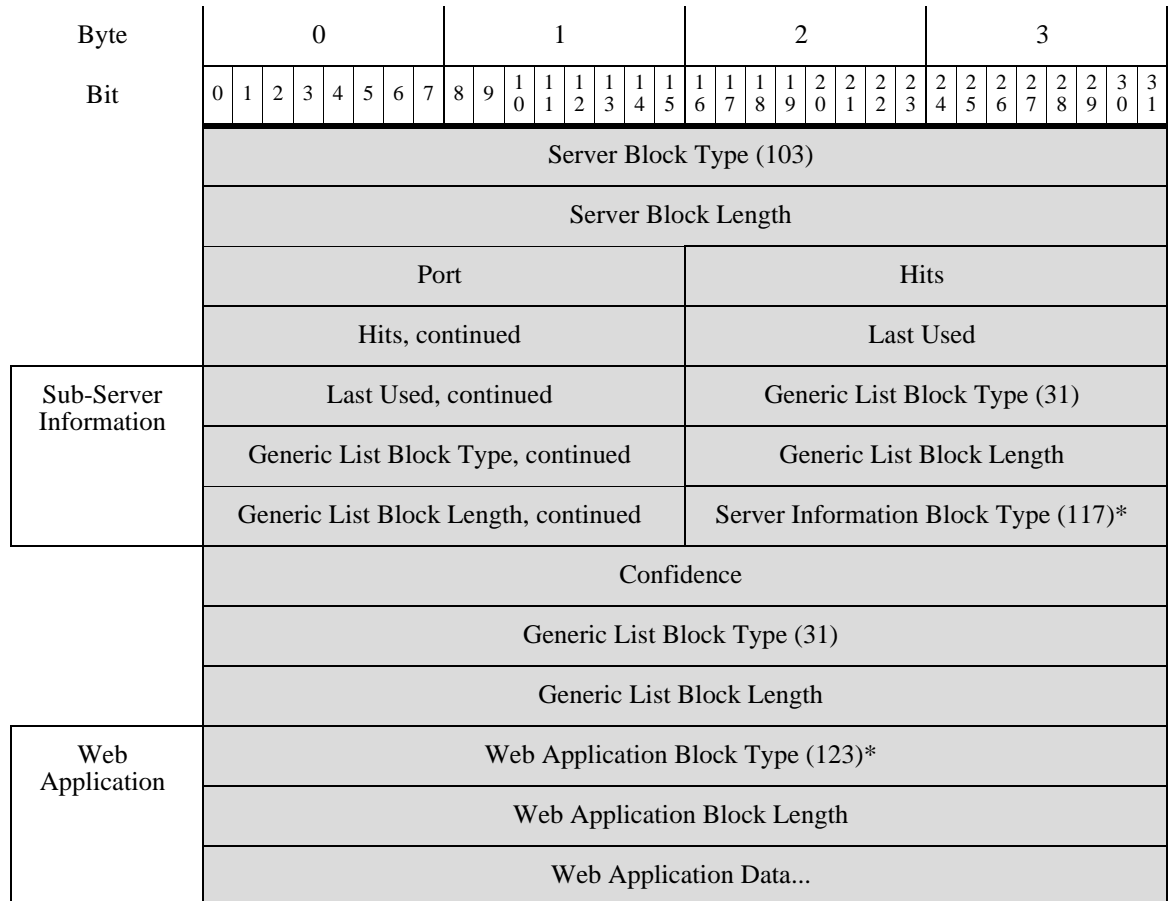 Byte 0 1 2 3
Bit 0 1 2 3 4 5 6 7 8 9 10 11 12 13 14 15 16 17 18 19 20 21 22 23 24 25 26 27 28 29 30 31
Server Block Type (103)
Server Block Length
Port Hits
Hits, continued Last Used
Sub-Server Last Used, continued Generic List Block Type (31)
Information
Generic List Block Type, continued Generic List Block Length
Generic List Block Length, continued Server Information Block Type (117)*
Confidence
Generic List Block Type (31)
Generic List Block Length
Web Web Application Block Type (123)*
Application
Web Application Block Length
Web Application Data...